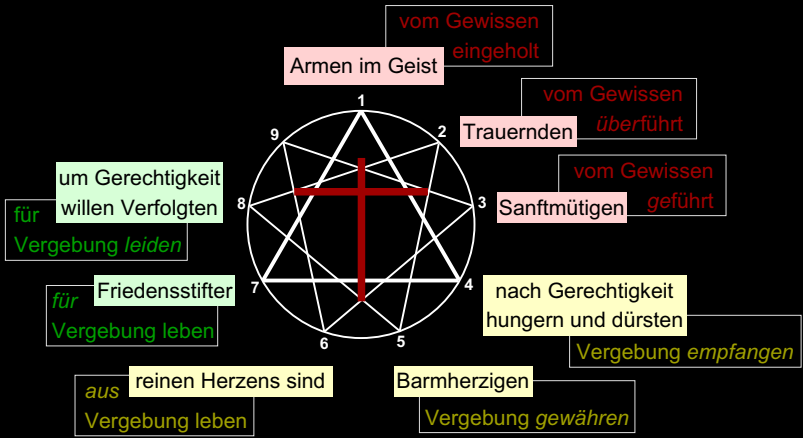 vom Gewissen
eingeholt
Armen im Geist
1
vom Gewissen
überführt
Trauernden
2
vom Gewissen
geführt
Sanftmütigen
3
4
nach Gerechtigkeit
hungern und dürsten
Vergebung empfangen
5
Barmherzigen
Vergebung gewähren
6
reinen Herzens sind
aus
Vergebung leben
7
Friedensstifter
für
Vergebung leben
8
um Gerechtigkeit
willen Verfolgten
für
Vergebung leiden
9